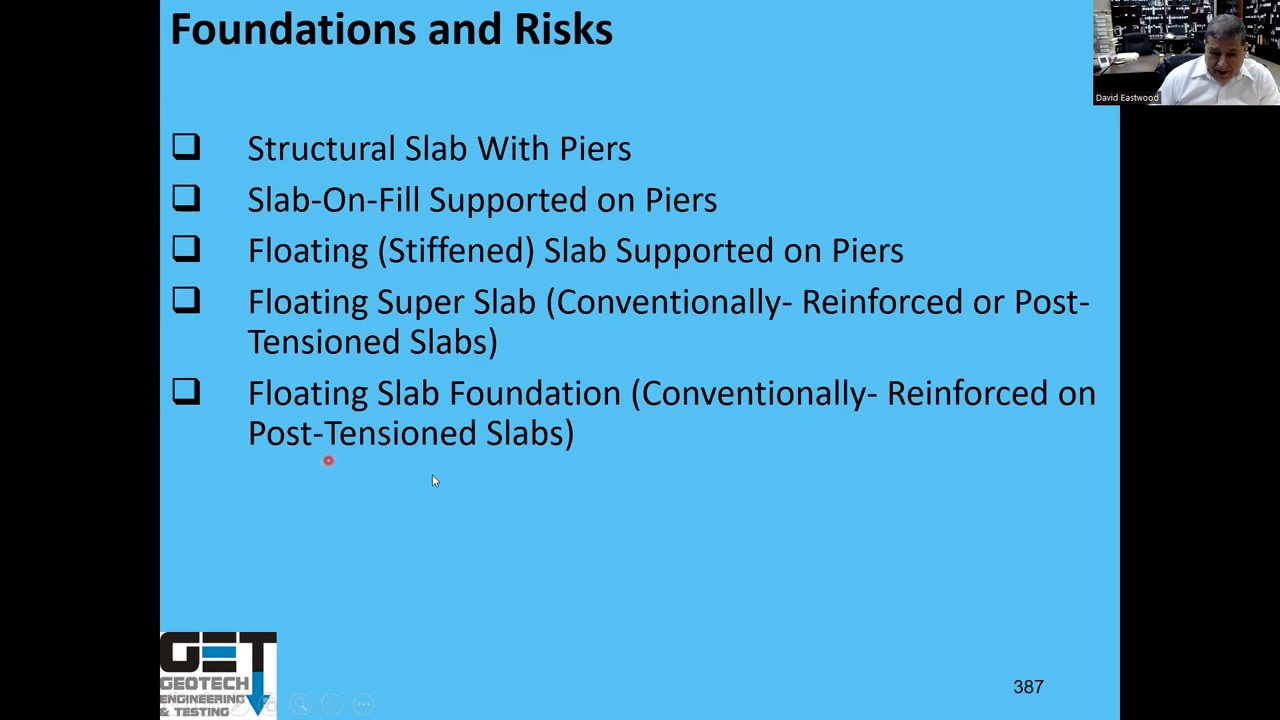 Foundations and Risks
David Eastwood
Structural Slab With Piers
Slab-On-Fill Supported on Piers
Floating (Stiffened) Slab Supported on Piers
Floating Super Slab (Conventionally- Reinforced or Post-
Tensioned Slabs)
Floating Slab Foundation (Conventionally- Reinforced on
Post-Tensioned Slabs)
GET
GEOTECH
ENGINEERING
& TESTING
387